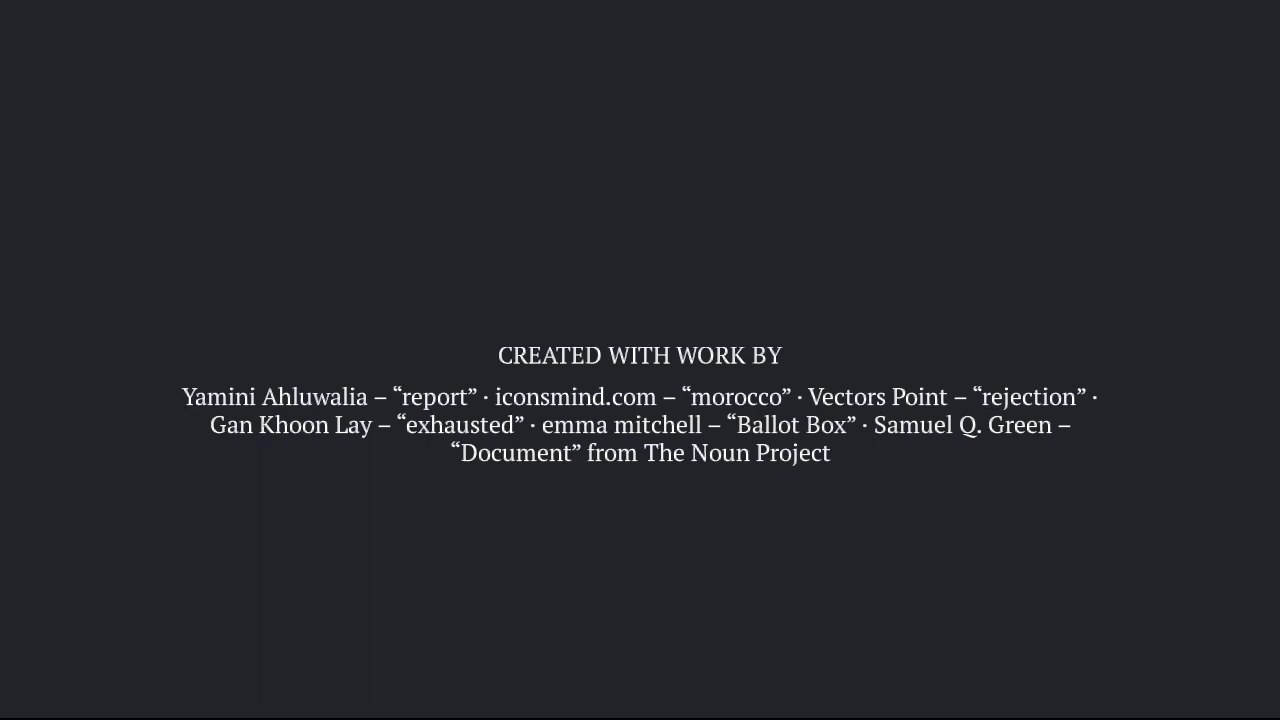 CREATED WITH WORK BY
Yamini Ahluwalia – “report” · iconsmind.com – “morocco” · Vectors Point – “rejection” ·
Gan Khoon Lay – “exhausted” · emma mitchell – “Ballot Box” · Samuel Q. Green –
“Document” from The Noun Project